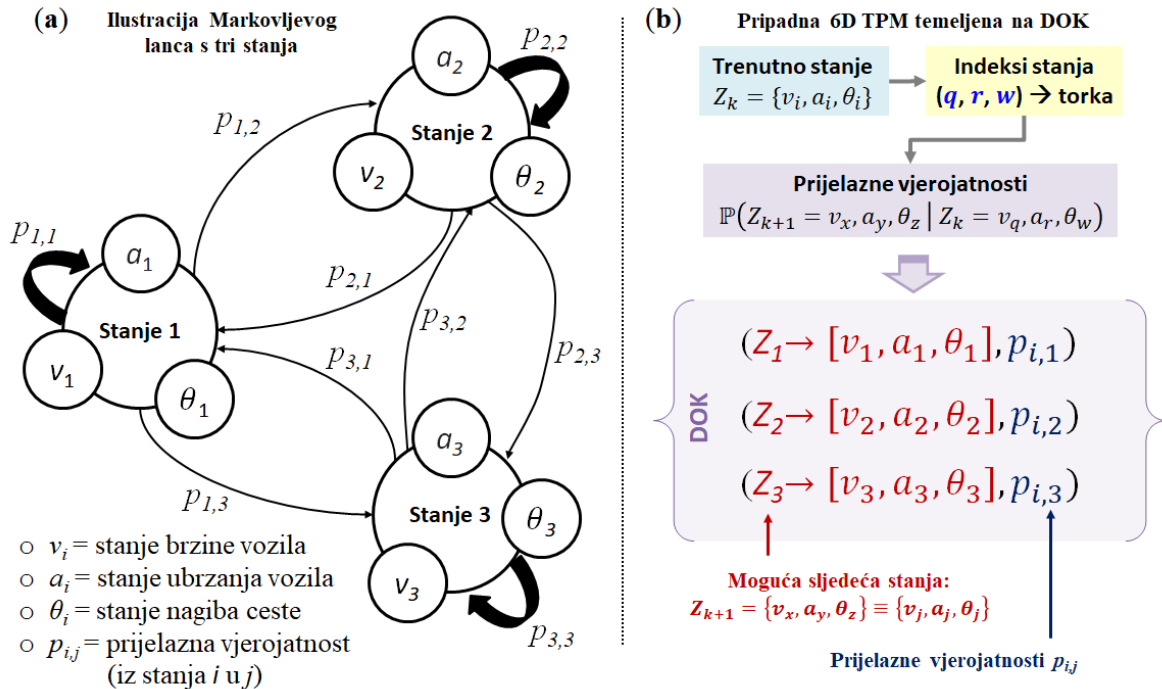 (a) Ilustracija Markovljevog
lanca s tri stanja
p2,2
a2
p1,2
Stanje 2
v2
θ2
p1,1
a1
p2,1
Stanje 1
p3,2
p3,1
p2,3
v1
θ1
a3
p1,3
Stanje 3
θ3
v3
p3,3
○ vi = stanje brzine vozila
○ ai = stanje ubrzanja vozila
○ θi = stanje nagiba ceste
○ pi,j = prijelazna vjerojatnost
(iz stanja i u j)
(b) Pripadna 6D TPM temeljena na DOK
Trenutno stanje
Zk = {vi, ai, θi}
Indeksi stanja
(q, r, w) → torka
Prijelazne vjerojatnosti
ℙ(Zk+1 = vx, ay, θz | Zk = vq, ar, θw)
DOK
(Z1→ [v1, a1, θ1], pi,1)
(Z2→ [v2, a2, θ2], pi,2)
(Z3→ [v3, a3, θ3], pi,3)
Moguća sljedeća stanja:
Zk+1 = {vx, ay, θz} ≡ {vj, aj, θj}
Prijelazne vjerojatnosti pi,j